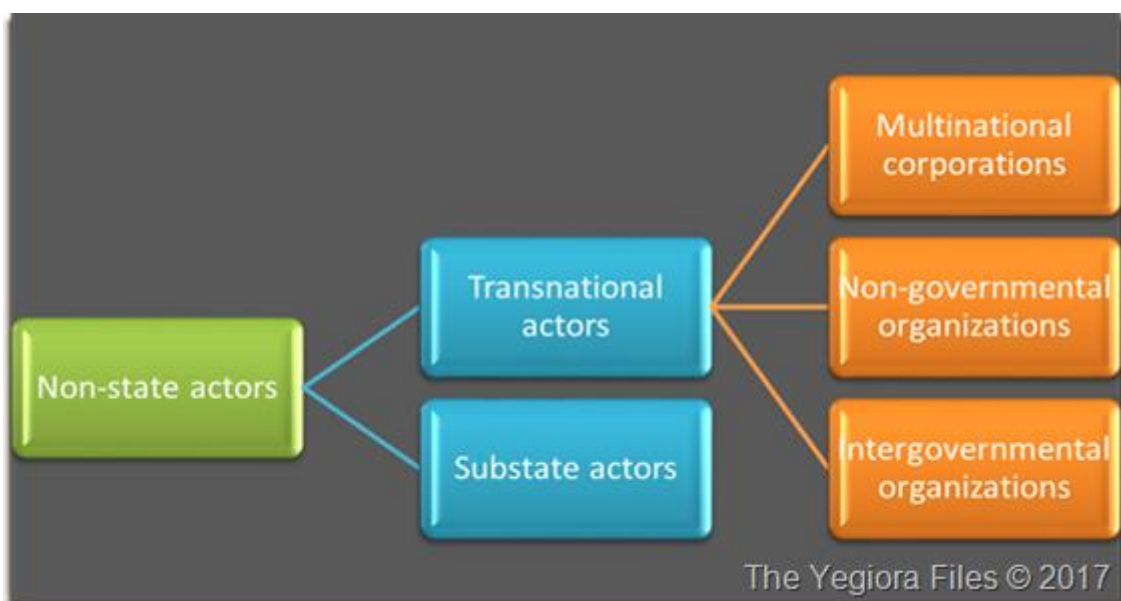 Multinational
corporations
Transnational
actors
Non-governmental
organizations
Non-state actors
Substate actors
Intergovernmental
organizations
The Yegiora Files © 2017